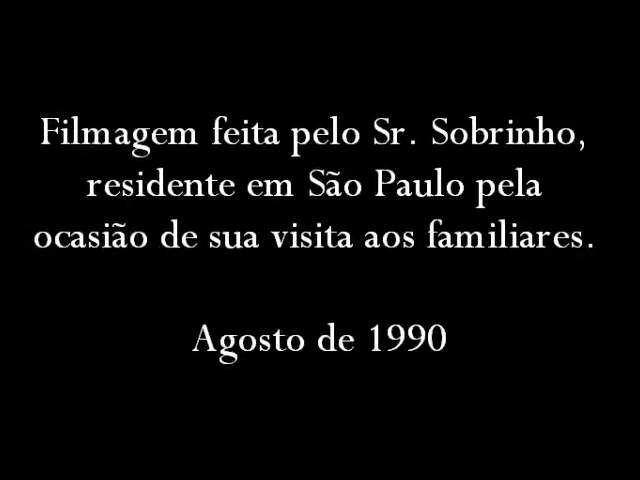 Filmagem feita pelo Sr. Sobrinho,
residente em São Paulo pela
ocasião de sua visita aos familiares.
Agosto de 1990